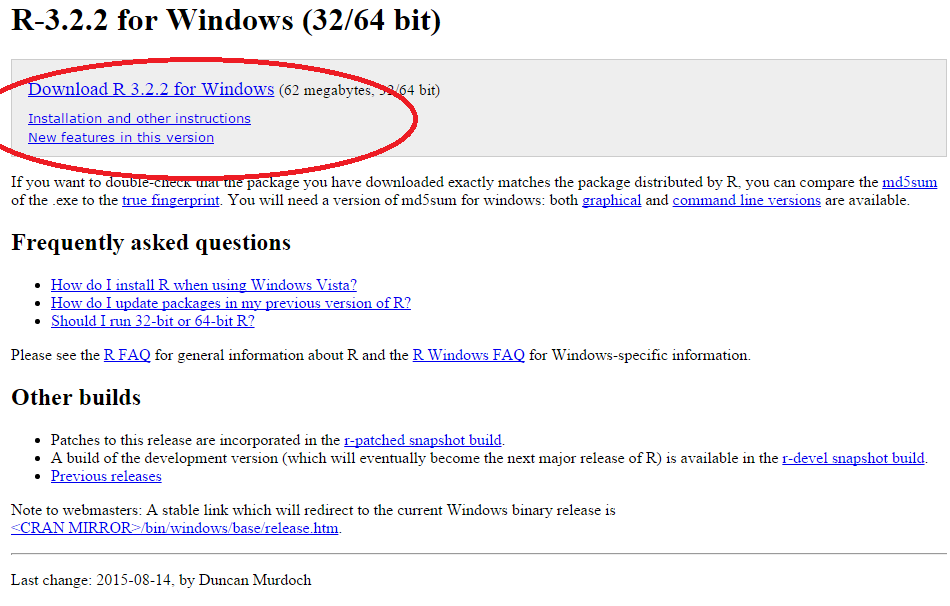 R-3.2.2 for Windows (32/64 bit)
Download R 3.2.2 for Windows (62 megabytes, 32/64 bit)
Installation and other instructions
New features in this version
If you want to double-check that the package you have downloaded exactly matches the package distributed by R, you can compare the md5sum
of the .exe to the true fingerprint. You will need a version of md5sum for windows: both graphical and command line versions are available.
Frequently asked questions
• How do I install R when using Windows Vista?
• How do I update packages in my previous version of R?
• Should I run 32-bit or 64-bit R?
Please see the R FAQ for general information about R and the R Windows FAQ for Windows-specific information.
Other builds
• Patches to this release are incorporated in the r-patched snapshot build.
• A build of the development version (which will eventually become the next major release of R) is available in the r-devel snapshot build.
• Previous releases
Note to webmasters: A stable link which will redirect to the current Windows binary release is
<CRAN MIRROR>/bin/windows/base/release.htm.
Last change: 2015-08-14, by Duncan Murdoch